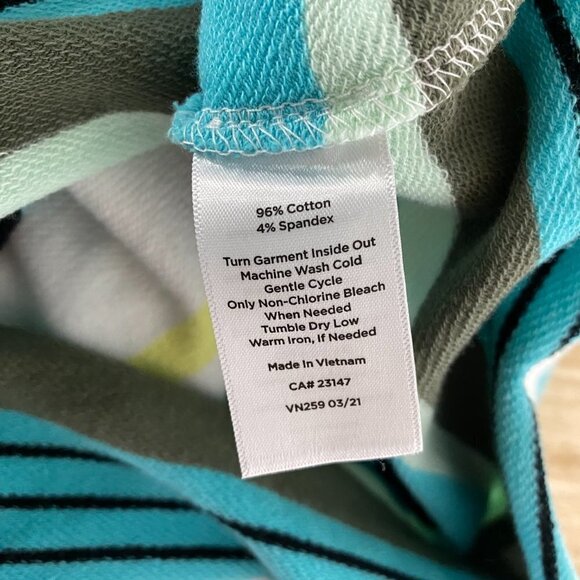 96% Cotton
4% Spandex
Turn Garment Inside Out
Machine Wash Cold
Gentle Cycle
Only Non-Chlorine Bleach
When Needed
Tumble Dry Low
Warm Iron, If Needed
Made In Vietnam
CA# 23147
VN259 03/21